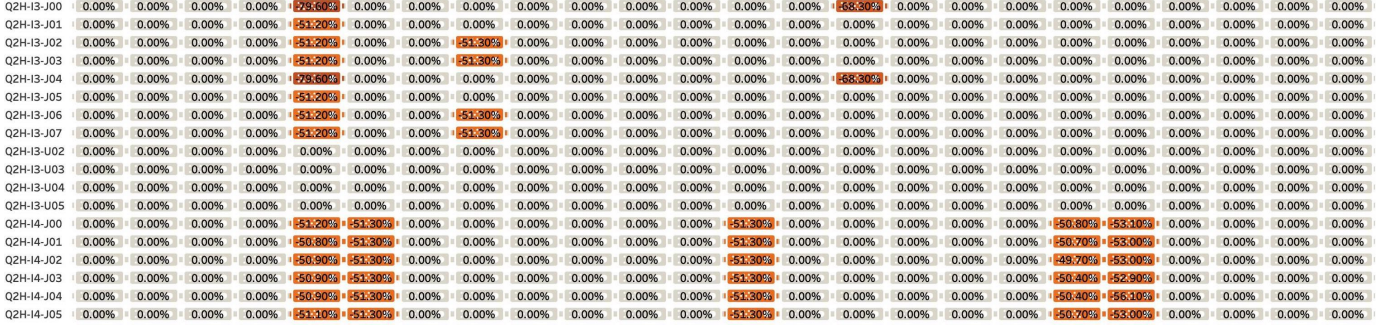 Q2H-I3-J00 0.00% 0.00% 0.00% 0.00% -79.60% 0.00% 0.00% 0.00% 0.00% 0.00% 0.00% 0.00% 0.00% 0.00% -68.30% 0.00% 0.00% 0.00% 0.00% 0.00% 0.00% 0.00% 0.00% 0.00%
Q2H-I3-J01 0.00% 0.00% 0.00% 0.00% -51.20% 0.00% 0.00% 0.00% 0.00% 0.00% 0.00% 0.00% 0.00% 0.00% 0.00% 0.00% 0.00% 0.00% 0.00% 0.00% 0.00% 0.00% 0.00% 0.00%
Q2H-I3-J02 0.00% 0.00% 0.00% 0.00% -51.20% 0.00% 0.00% -51.30% 0.00% 0.00% 0.00% 0.00% 0.00% 0.00% 0.00% 0.00% 0.00% 0.00% 0.00% 0.00% 0.00% 0.00% 0.00% 0.00%
Q2H-I3-J03 0.00% 0.00% 0.00% 0.00% -51.20% 0.00% 0.00% -51.30% 0.00% 0.00% 0.00% 0.00% 0.00% 0.00% 0.00% 0.00% 0.00% 0.00% 0.00% 0.00% 0.00% 0.00% 0.00% 0.00%
Q2H-I3-J04 0.00% 0.00% 0.00% 0.00% -79.60% 0.00% 0.00% 0.00% 0.00% 0.00% 0.00% 0.00% 0.00% 0.00% -68.30% 0.00% 0.00% 0.00% 0.00% 0.00% 0.00% 0.00% 0.00% 0.00%
Q2H-I3-J05 0.00% 0.00% 0.00% 0.00% -51.20% 0.00% 0.00% 0.00% 0.00% 0.00% 0.00% 0.00% 0.00% 0.00% 0.00% 0.00% 0.00% 0.00% 0.00% 0.00% 0.00% 0.00% 0.00% 0.00%
Q2H-I3-J06 0.00% 0.00% 0.00% 0.00% -51.20% 0.00% 0.00% -51.30% 0.00% 0.00% 0.00% 0.00% 0.00% 0.00% 0.00% 0.00% 0.00% 0.00% 0.00% 0.00% 0.00% 0.00% 0.00% 0.00%
Q2H-I3-J07 0.00% 0.00% 0.00% 0.00% -51.20% 0.00% 0.00% -51.30% 0.00% 0.00% 0.00% 0.00% 0.00% 0.00% 0.00% 0.00% 0.00% 0.00% 0.00% 0.00% 0.00% 0.00% 0.00% 0.00%
Q2H-I3-U02 0.00% 0.00% 0.00% 0.00% 0.00% 0.00% 0.00% 0.00% 0.00% 0.00% 0.00% 0.00% 0.00% 0.00% 0.00% 0.00% 0.00% 0.00% 0.00% 0.00% 0.00% 0.00% 0.00% 0.00%
Q2H-I3-U03 0.00% 0.00% 0.00% 0.00% 0.00% 0.00% 0.00% 0.00% 0.00% 0.00% 0.00% 0.00% 0.00% 0.00% 0.00% 0.00% 0.00% 0.00% 0.00% 0.00% 0.00% 0.00% 0.00% 0.00%
Q2H-I3-U04 0.00% 0.00% 0.00% 0.00% 0.00% 0.00% 0.00% 0.00% 0.00% 0.00% 0.00% 0.00% 0.00% 0.00% 0.00% 0.00% 0.00% 0.00% 0.00% 0.00% 0.00% 0.00% 0.00% 0.00%
Q2H-I3-U05 0.00% 0.00% 0.00% 0.00% 0.00% 0.00% 0.00% 0.00% 0.00% 0.00% 0.00% 0.00% 0.00% 0.00% 0.00% 0.00% 0.00% 0.00% 0.00% 0.00% 0.00% 0.00% 0.00% 0.00%
Q2H-I4-J00 0.00% 0.00% 0.00% 0.00% -51.20% -51.30% 0.00% 0.00% 0.00% 0.00% 0.00% 0.00% -51.30% 0.00% 0.00% 0.00% 0.00% 0.00% -50.80% -53.10% 0.00% 0.00% 0.00% 0.00%
Q2H-I4-J01 0.00% 0.00% 0.00% 0.00% -50.80% -51.30% 0.00% 0.00% 0.00% 0.00% 0.00% 0.00% -51.30% 0.00% 0.00% 0.00% 0.00% 0.00% -50.70% -53.00% 0.00% 0.00% 0.00% 0.00%
Q2H-I4-J02 0.00% 0.00% 0.00% 0.00% -50.90% -51.30% 0.00% 0.00% 0.00% 0.00% 0.00% 0.00% -51.30% 0.00% 0.00% 0.00% 0.00% 0.00% -49.70% -53.00% 0.00% 0.00% 0.00% 0.00%
Q2H-I4-J03 0.00% 0.00% 0.00% 0.00% -50.90% -51.30% 0.00% 0.00% 0.00% 0.00% 0.00% 0.00% -51.30% 0.00% 0.00% 0.00% 0.00% 0.00% -50.40% -52.90% 0.00% 0.00% 0.00% 0.00%
Q2H-I4-J04 0.00% 0.00% 0.00% 0.00% -50.90% -51.30% 0.00% 0.00% 0.00% 0.00% 0.00% 0.00% -51.30% 0.00% 0.00% 0.00% 0.00% 0.00% -50.40% -56.10% 0.00% 0.00% 0.00% 0.00%
Q2H-I4-J05 0.00% 0.00% 0.00% 0.00% -51.10% -51.30% 0.00% 0.00% 0.00% 0.00% 0.00% 0.00% -51.30% 0.00% 0.00% 0.00% 0.00% 0.00% -50.70% -53.00% 0.00% 0.00% 0.00% 0.00%